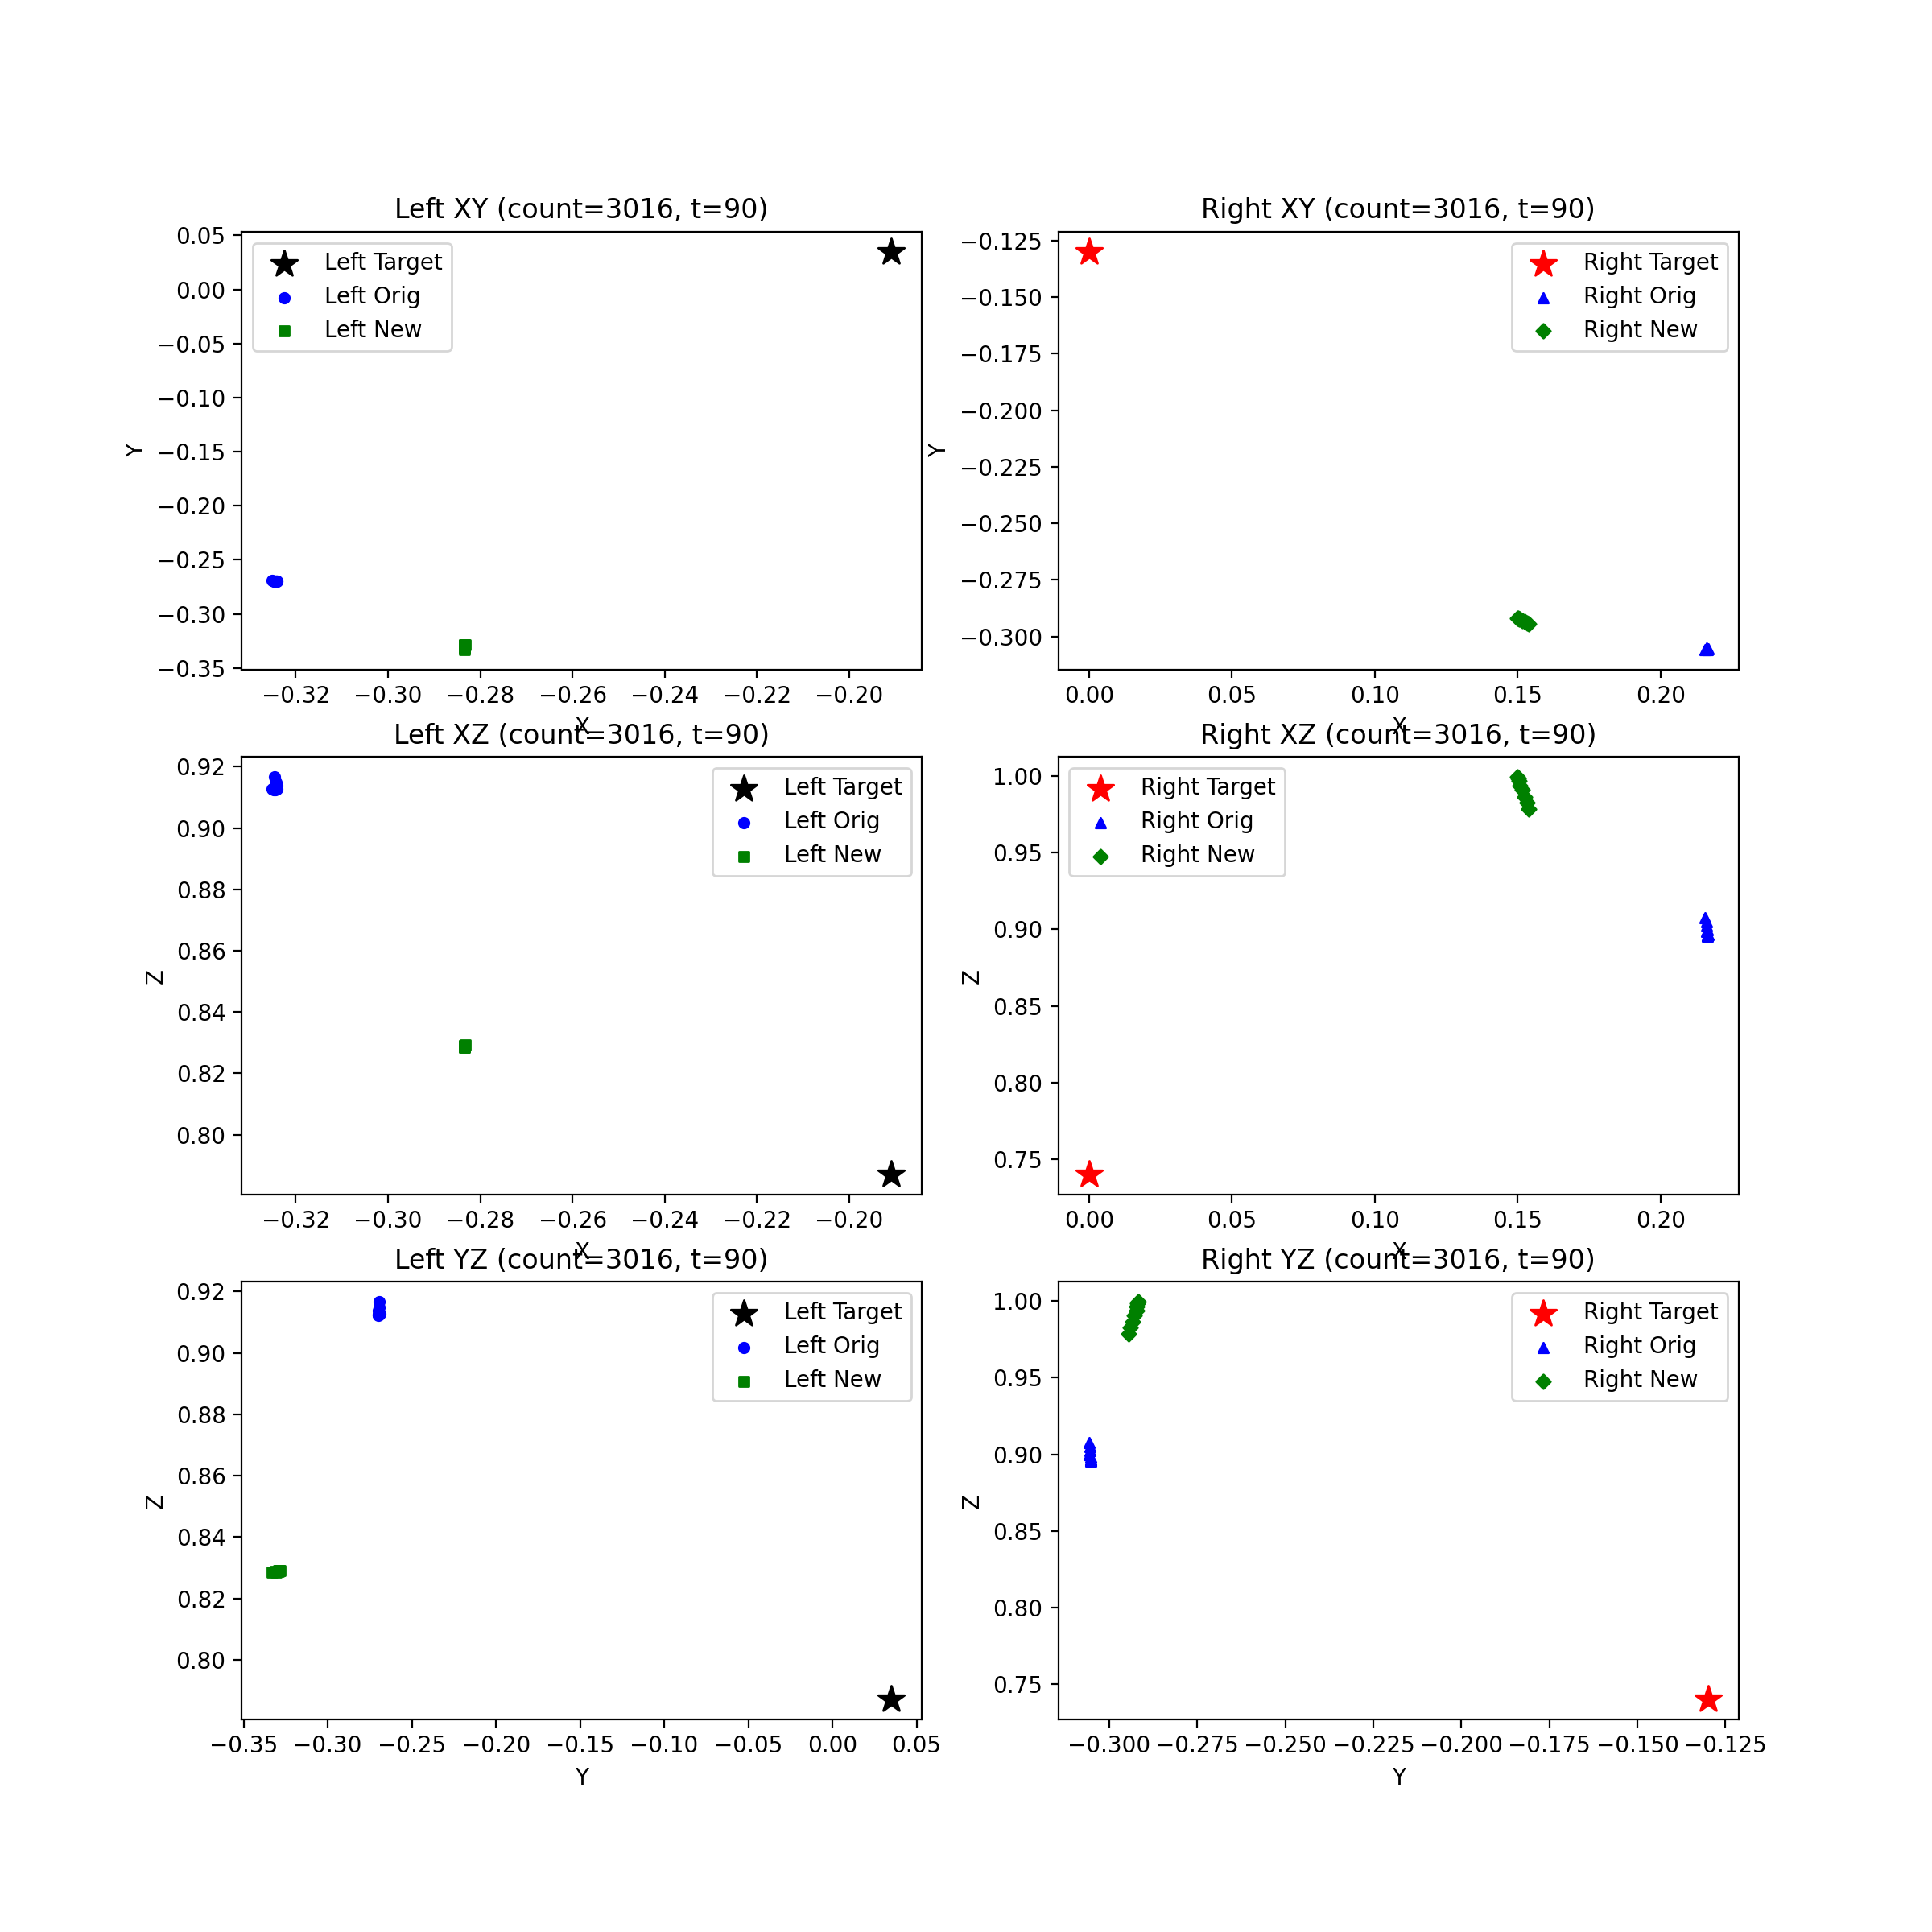 Left XY (count=3016, t=90)
0.05
0.00
−0.05
−0.10
−0.15
−0.20
−0.25
−0.30
−0.35
Y
Left Target
Left Orig
Left New
−0.32
−0.30
−0.28
−0.26
−0.24
−0.22
−0.20
X
Right XY (count=3016, t=90)
−0.125
−0.150
−0.175
−0.200
−0.225
−0.250
−0.275
−0.300
Y
Right Target
Right Orig
Right New
0.00
0.05
0.10
0.15
0.20
X
Left XZ (count=3016, t=90)
0.92
0.90
0.88
0.86
0.84
0.82
0.80
Z
Left Target
Left Orig
Left New
−0.32
−0.30
−0.28
−0.26
−0.24
−0.22
−0.20
X
Right XZ (count=3016, t=90)
1.00
0.95
0.90
0.85
0.80
0.75
Z
Right Target
Right Orig
Right New
0.00
0.05
0.10
0.15
0.20
X
Left YZ (count=3016, t=90)
0.92
0.90
0.88
0.86
0.84
0.82
0.80
Z
Left Target
Left Orig
Left New
−0.35
−0.30
−0.25
−0.20
−0.15
−0.10
−0.05
0.00
0.05
Y
Right YZ (count=3016, t=90)
1.00
0.95
0.90
0.85
0.80
0.75
Z
Right Target
Right Orig
Right New
−0.300
−0.275
−0.250
−0.225
−0.200
−0.175
−0.150
−0.125
Y